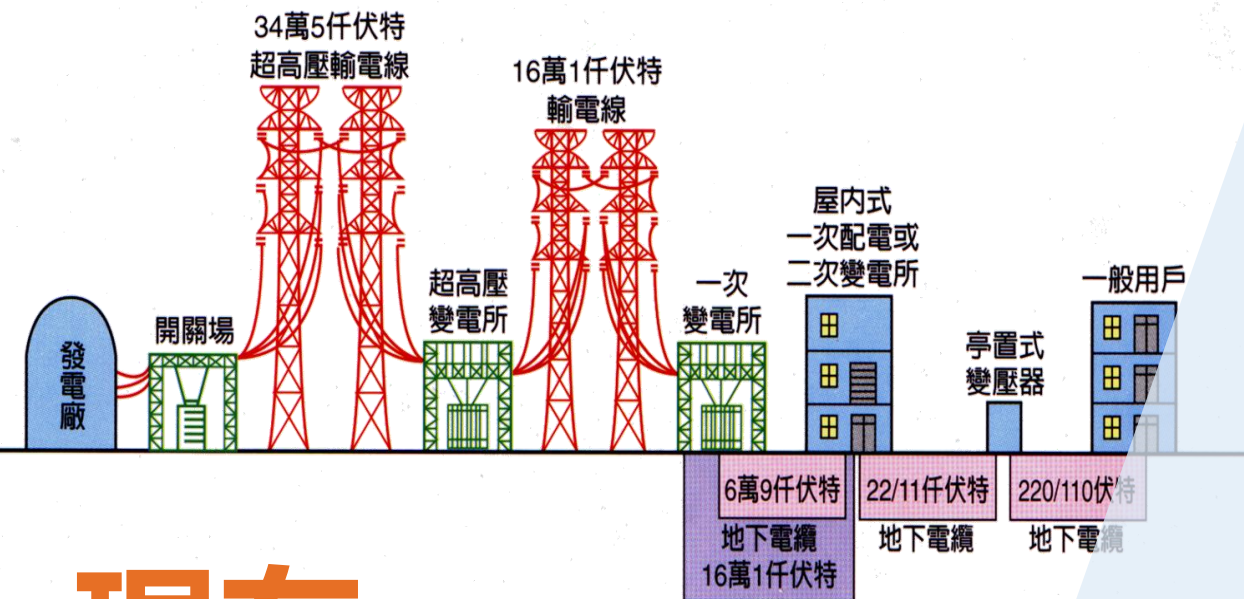 34萬5仟伏特
超高壓輸電線
16萬1仟伏特
輸電線
屋內式
一次配電或
二次變電所
超高壓
變電所
一次
變電所
一般用戶
開關場
亭置式
變壓器
發電廠
6萬9仟伏特
22/11仟伏特
220/110伏特
地下電纜
地下電纜
地下電纜
16萬1仟伏特